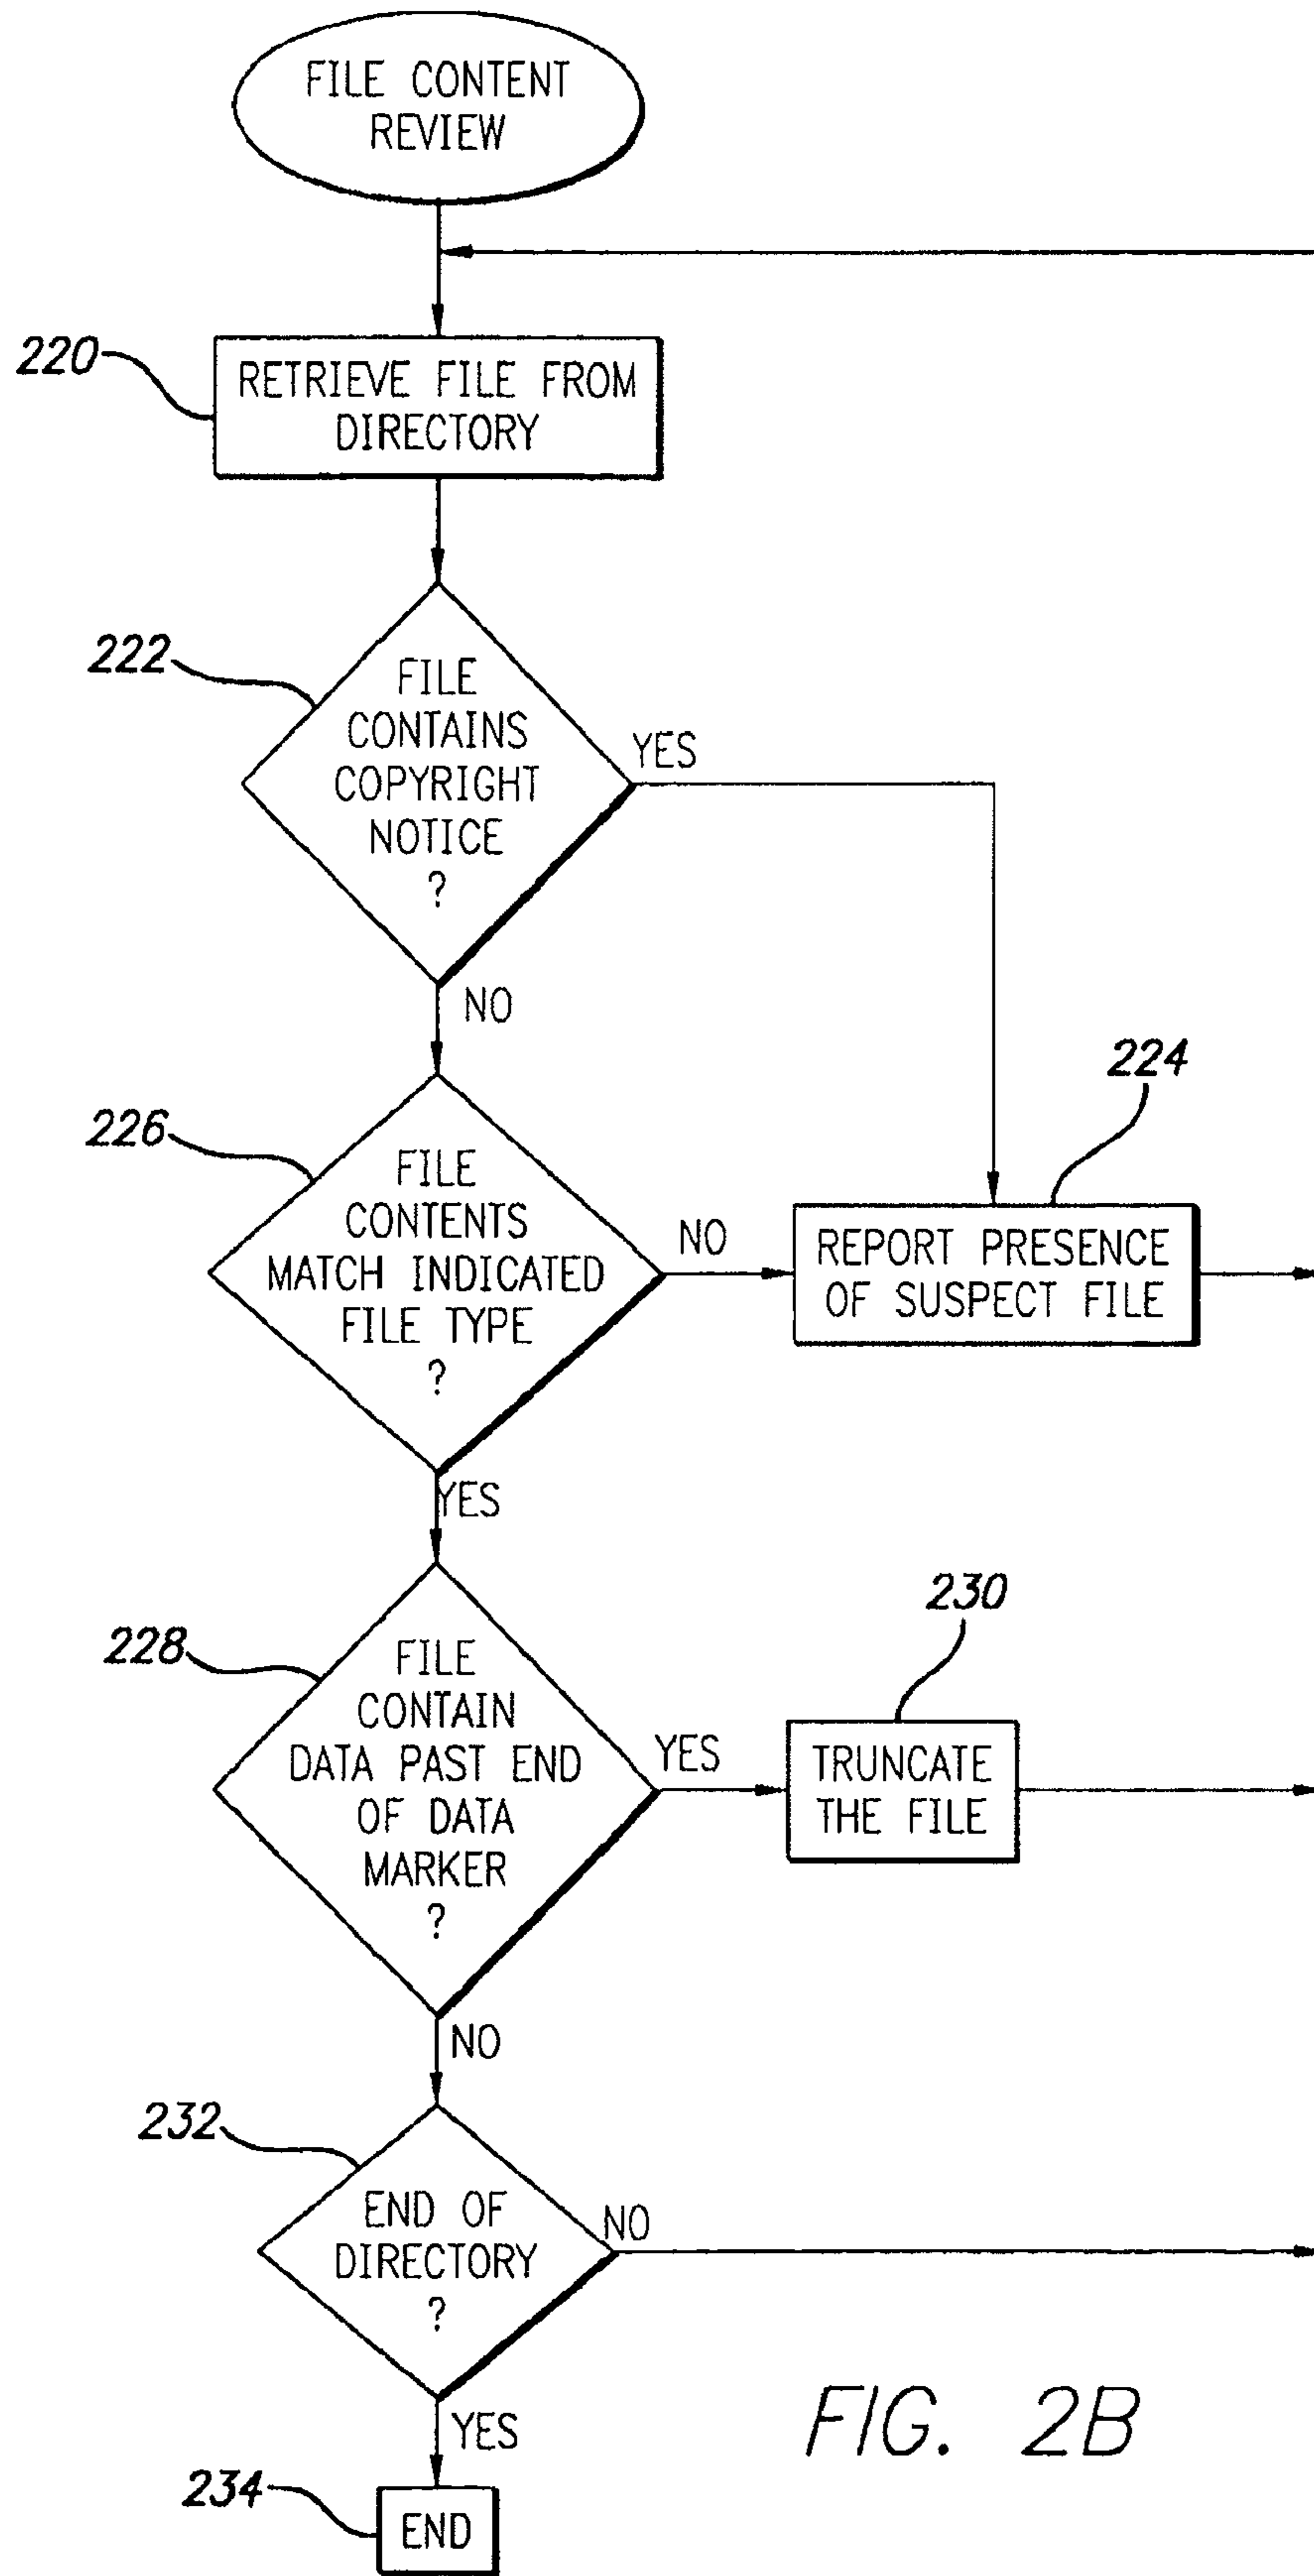 FILE CONTENT
REVIEW
220
RETRIEVE FILE FROM
DIRECTORY
222
FILE
CONTAINS
COPYRIGHT
NOTICE
?
YES
NO
224
226
FILE
CONTENTS
MATCH INDICATED
FILE TYPE
?
NO
REPORT PRESENCE
OF SUSPECT FILE
YES
228
FILE
CONTAIN
DATA PAST END
OF DATA
MARKER
?
YES
230
TRUNCATE
THE FILE
NO
232
END OF
DIRECTORY
?
NO
YES
234
END
FIG. 2B